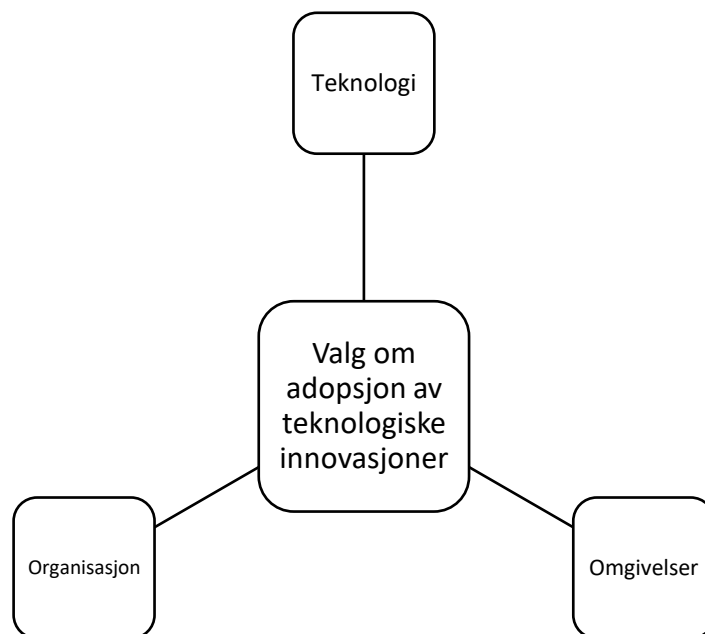 Teknologi
Valg om
adopsjon av
teknologiske
innovasjoner
Organisasjon
Omgivelser